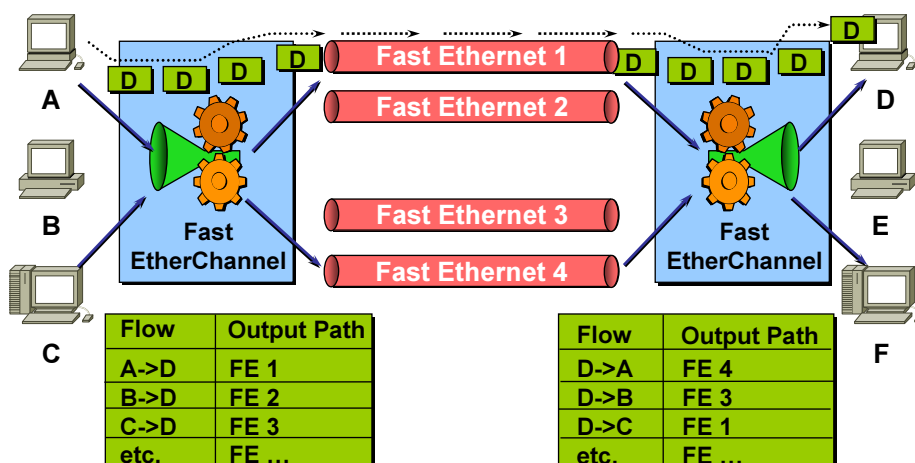 D
Fast Ethernet 1
D D D D
D D D D D
A
D
Fast Ethernet 2
B
E
Fast Ethernet 3
Fast
EtherChannel
Fast
EtherChannel
Fast Ethernet 4
C
F
Flow Output Path
A->D FE 1
B->D FE 2
C->D FE 3
etc. FE ...
Flow Output Path
D->A FE 4
D->B FE 3
D->C FE 1
etc. FE ...